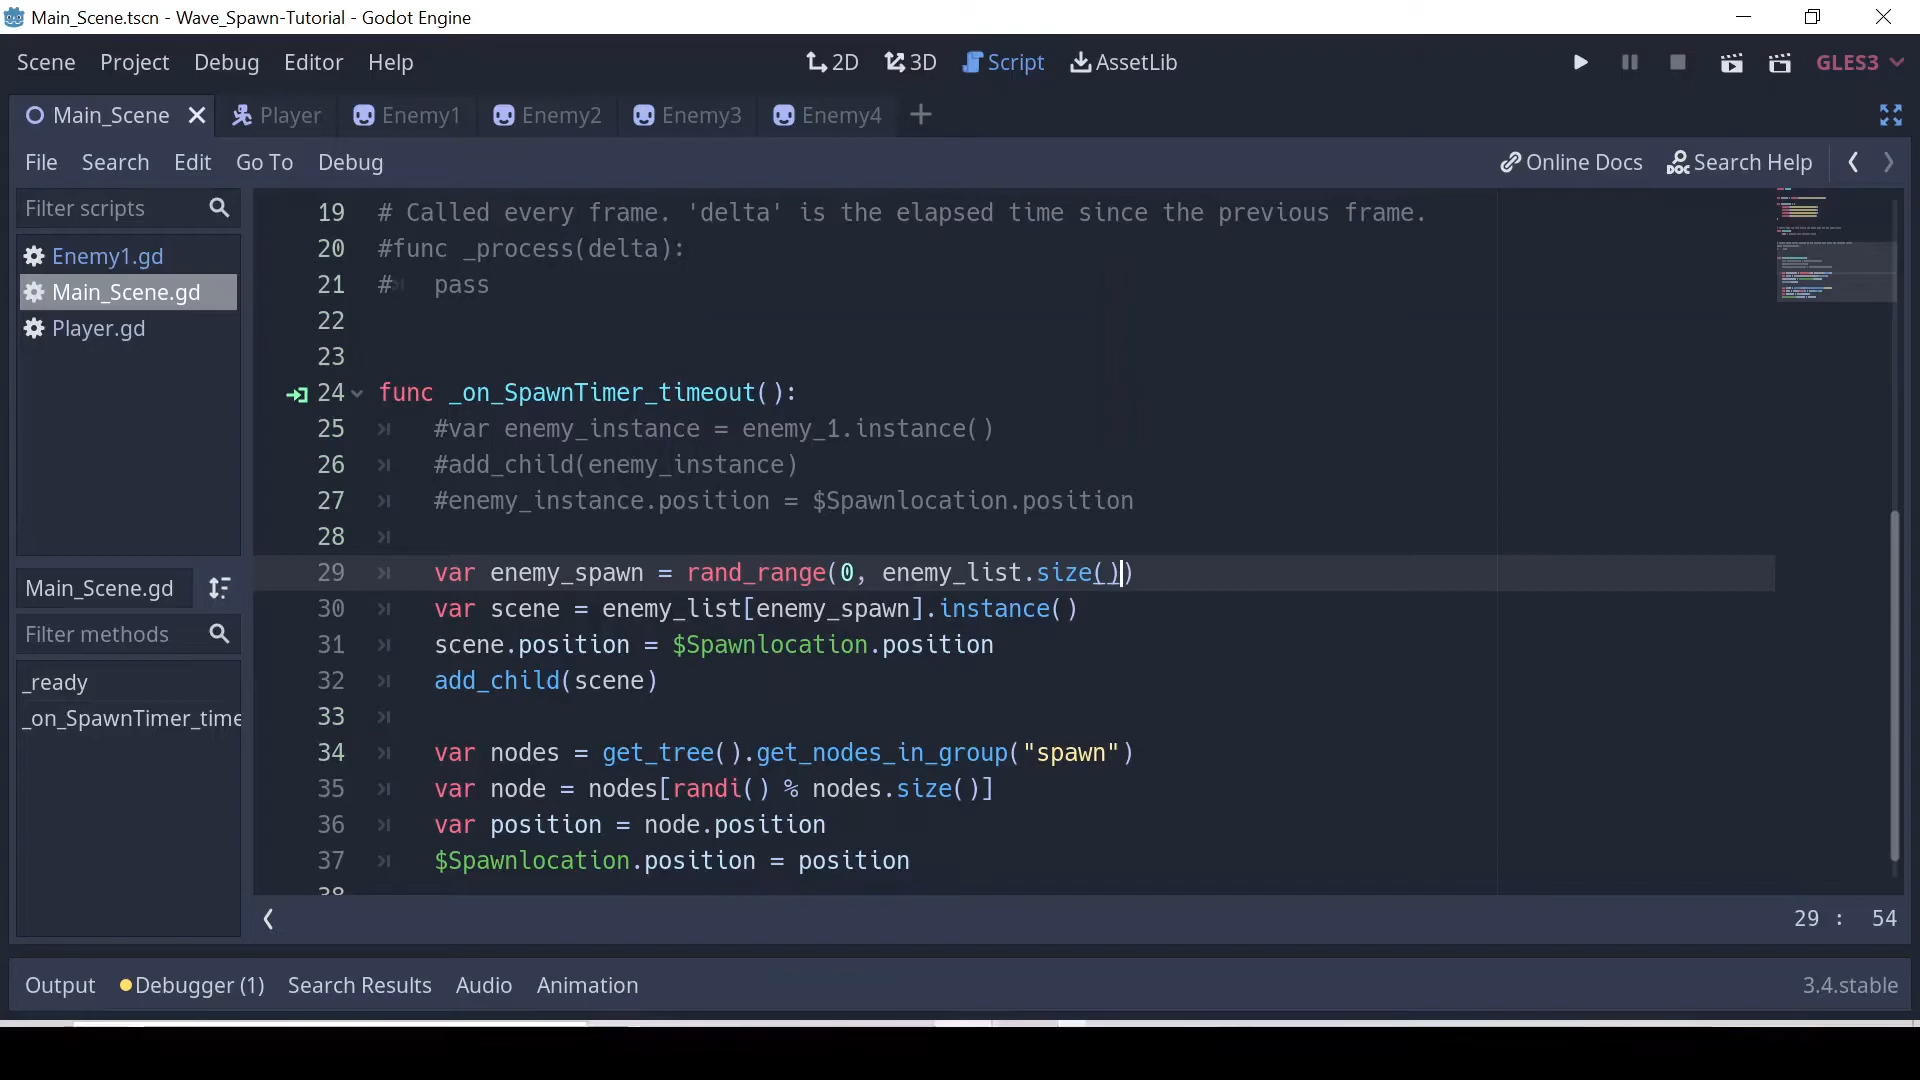 Main_Scene.tscn - Wave_Spawn-Tutorial - Godot Engine
Scene Project Debug Editor Help 2D 3D Script AssetLib GLES3
Main_Scene Player Enemy1 Enemy2 Enemy3 Enemy4
File Search Edit Go To Debug Online Docs Search Help
Filter scripts
Enemy1.gd
Main_Scene.gd
Player.gd
Main_Scene.gd
Filter methods
_ready
_on_SpawnTimer_time
19 # Called every frame. 'delta' is the elapsed time since the previous frame.
20 #func _process(delta):
21 # pass
22
23
24 func _on_SpawnTimer_timeout():
25 #var enemy_instance = enemy_1.instance()
26 #add_child(enemy_instance)
27 #enemy_instance.position = $Spawnlocation.position
28
29 var enemy_spawn = rand_range(0, enemy_list.size())
30 var scene = enemy_list[enemy_spawn].instance()
31 scene.position = $Spawnlocation.position
32 add_child(scene)
33
34 var nodes = get_tree().get_nodes_in_group("spawn")
35 var node = nodes[randi() % nodes.size()]
36 var position = node.position
37 $Spawnlocation.position = position
38
29 : 54
Output Debugger (1) Search Results Audio Animation 3.4.stable